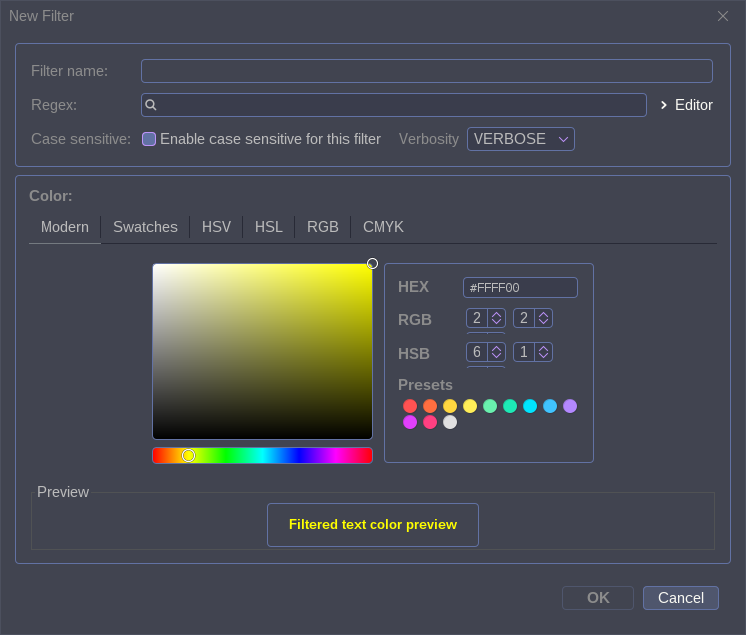 New Filter
Filter name:
Regex: Editor
Case sensitive: Enable case sensitive for this filter Verbosity VERBOSE
Color:
Modern Swatches HSV HSL RGB CMYK
HEX #FFFF00
RGB 2 2
HSB 6 1
Presets
Preview
Filtered text color preview
OK Cancel